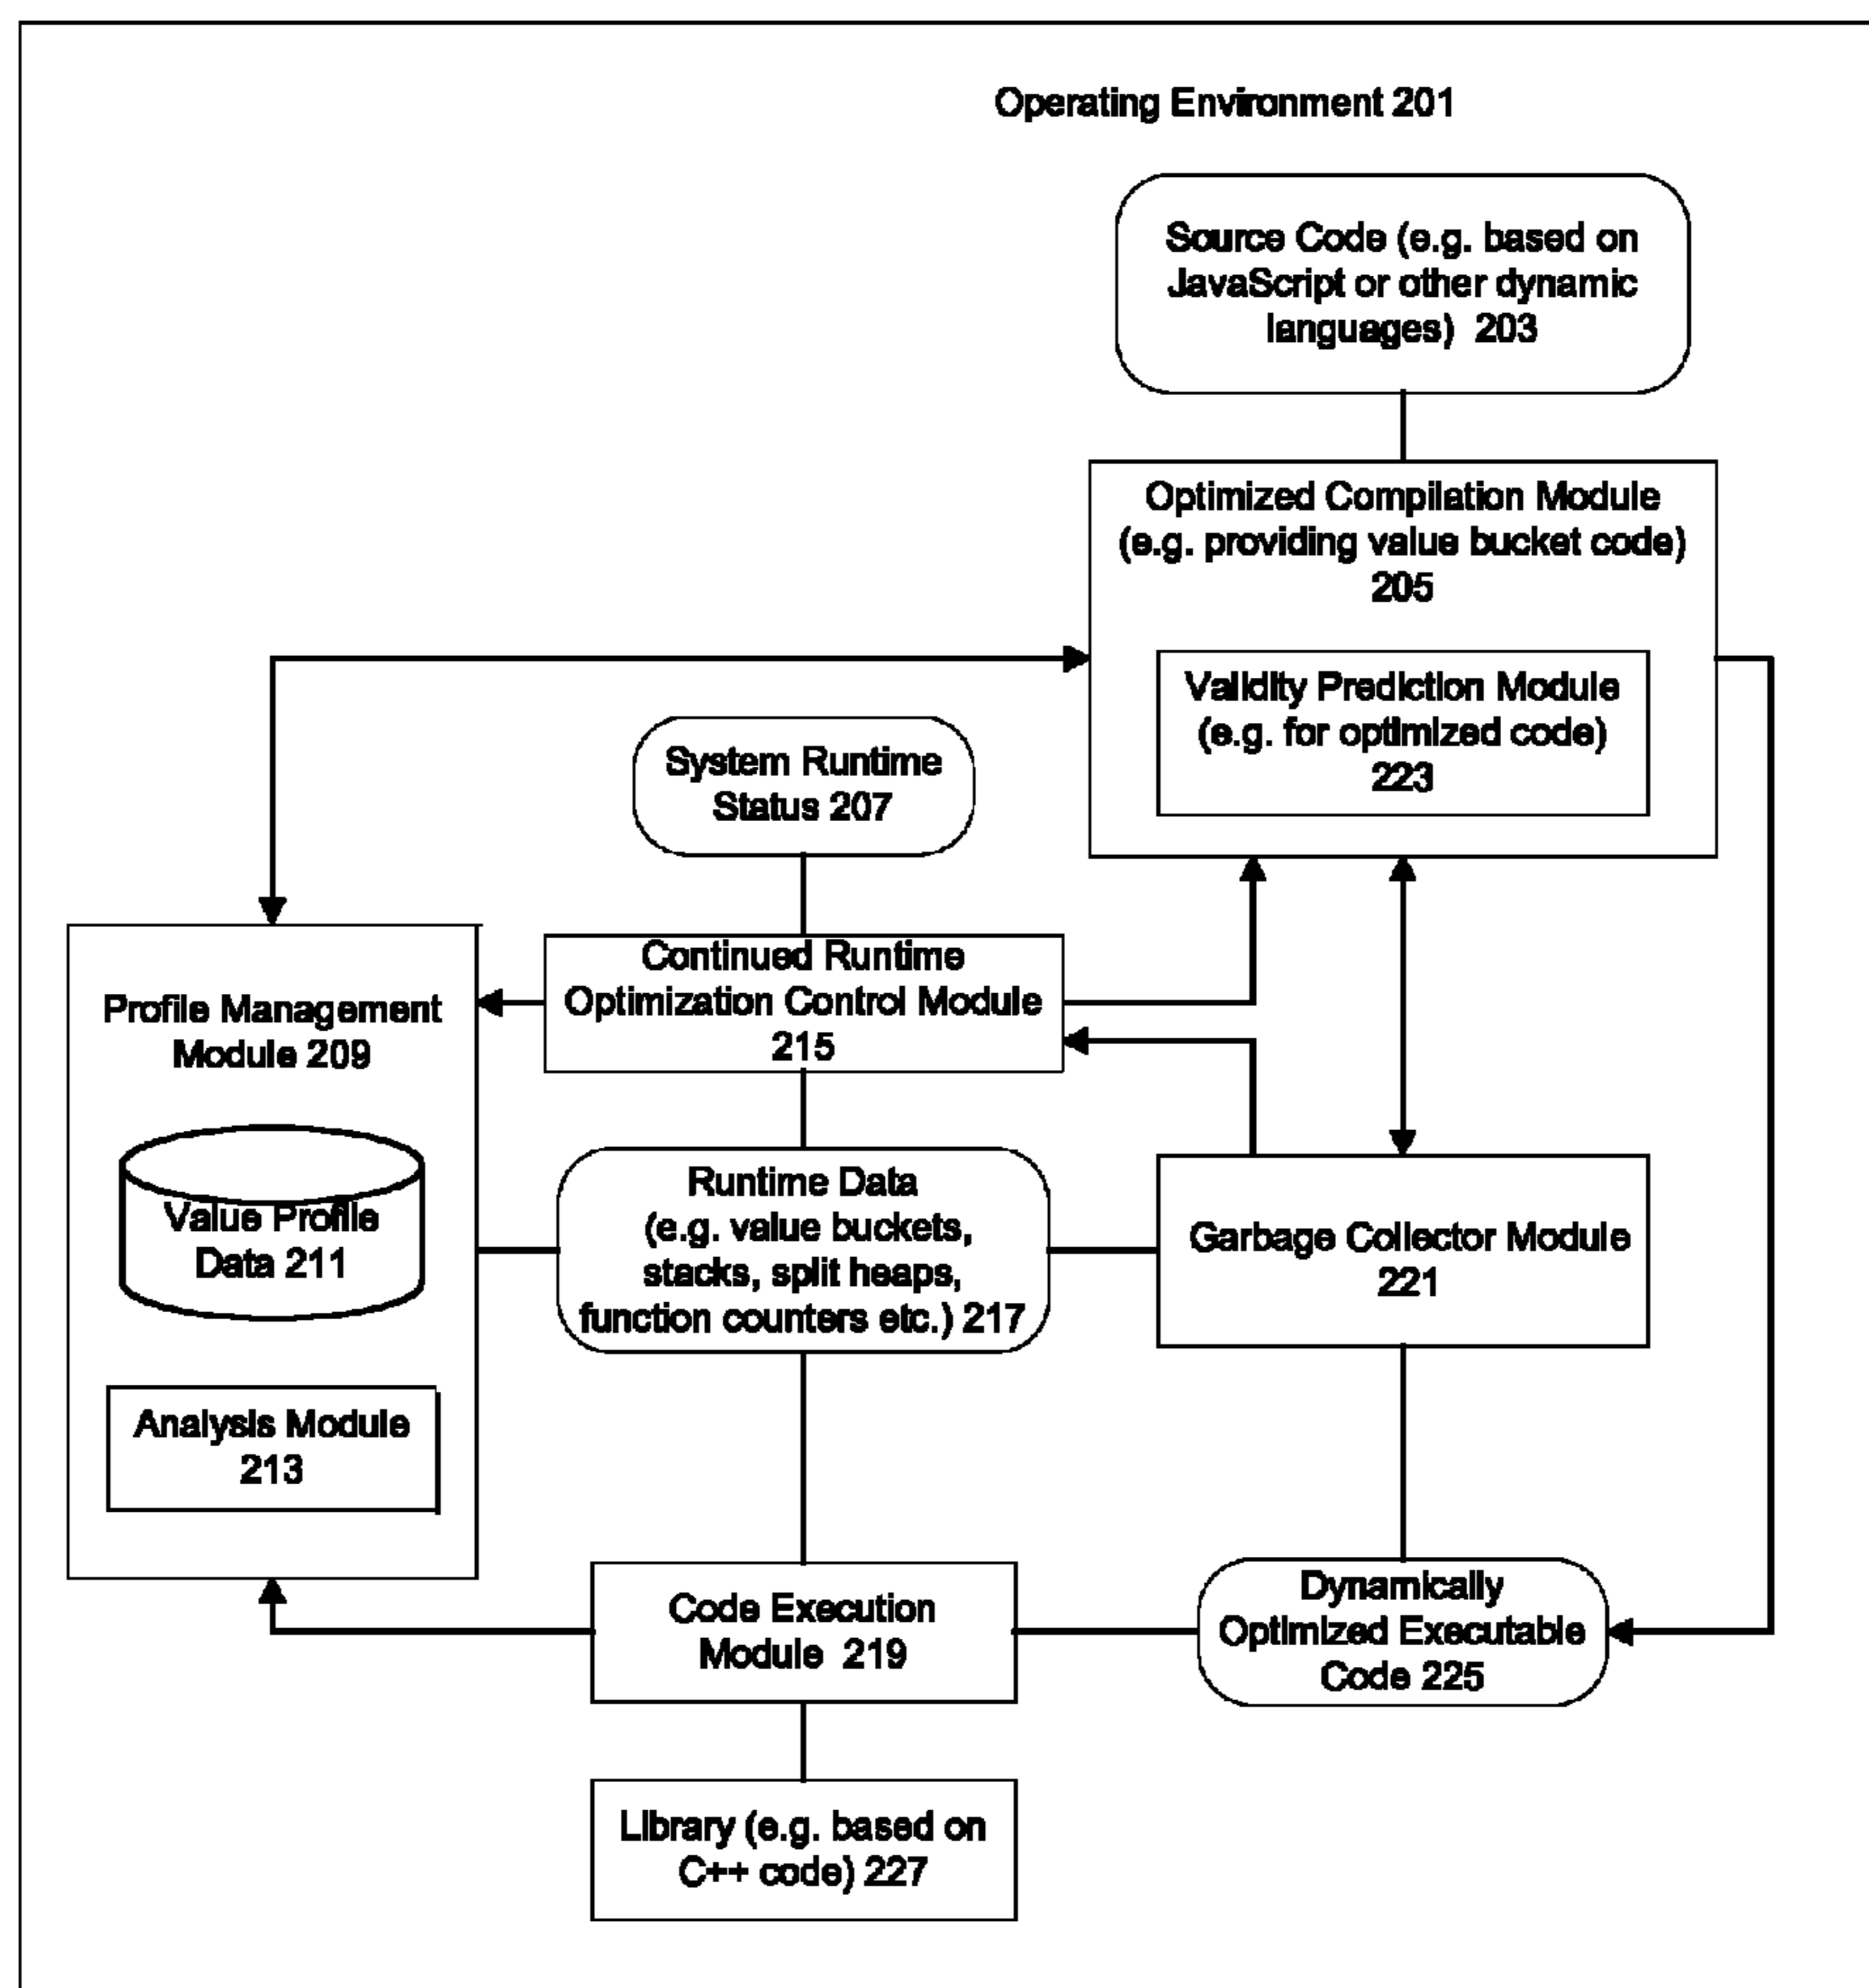 Operating Environment 201
Source Code (e.g. based on
JavaScript or other dynamic
languages) 203
Optimized Compilation Module
(e.g. providing value bucket code)
205
Validity Prediction Module
(e.g. for optimized code)
223
System Runtime
Status 207
Continued Runtime
Optimization Control Module
215
Profile Management
Module 209
Value Profile
Data 211
Analysis Module
213
Runtime Data
(e.g. value buckets,
stacks, split heaps,
function counters etc.) 217
Garbage Collector Module
221
Code Execution
Module 219
Dynamically
Optimized Executable
Code 225
Library (e.g. based on
C++ code) 227